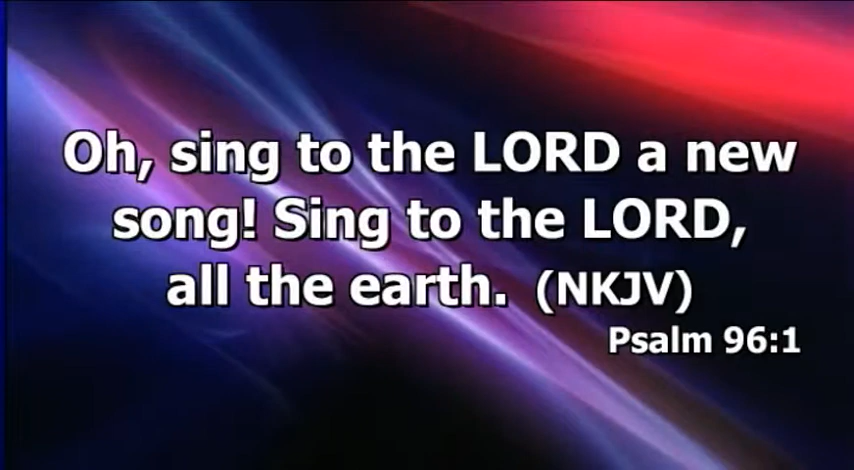 Oh, sing to the LORD a new
song! Sing to the LORD,
all the earth. (NKJV)
Psalm 96:1